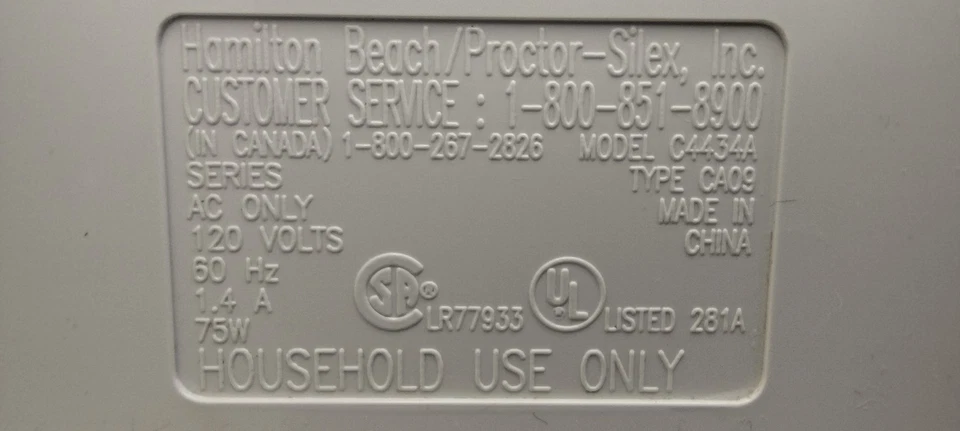 Hamilton Beach/Proctor-Silex, Inc.
CUSTOMER SERVICE : 1-800-851-8900
(IN CANADA) 1-800-267-2826 MODEL C4434A
SERIES TYPE CA09
AC ONLY MADE IN
120 VOLTS CHINA
60 Hz
1.4 A
75W
SA ® LR77933 UL ® LISTED 281A
HOUSEHOLD USE ONLY